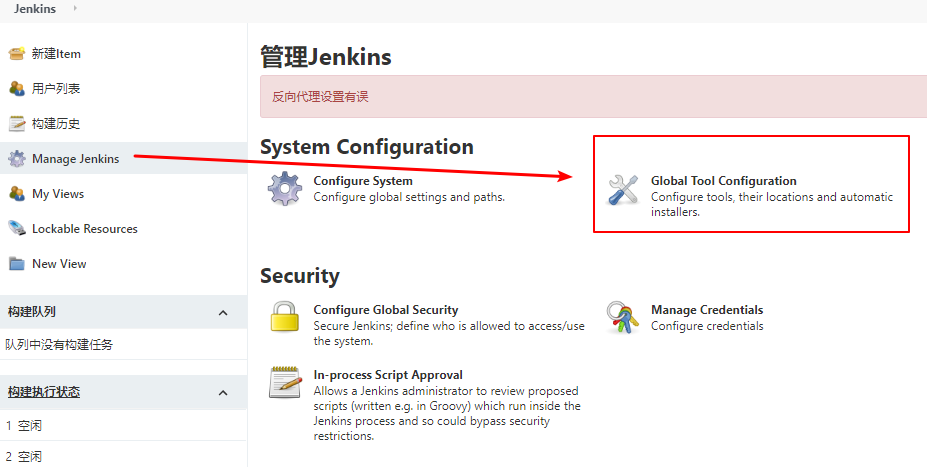 Jenkins
新建Item
用户列表
构建历史
Manage Jenkins
My Views
Lockable Resources
New View
构建队列
队列中没有构建任务
构建执行状态
1 空闲
2 空闲
管理Jenkins
反向代理设置有误
System Configuration
Configure System
Configure global settings and paths.
Global Tool Configuration
Configure tools, their locations and automatic
installers.
Security
Configure Global Security
Secure Jenkins; define who is allowed to access/use
the system.
Manage Credentials
Configure credentials
In-process Script Approval
Allows a Jenkins administrator to review proposed
scripts (written e.g. in Groovy) which run inside the
Jenkins process and so could bypass security
restrictions.